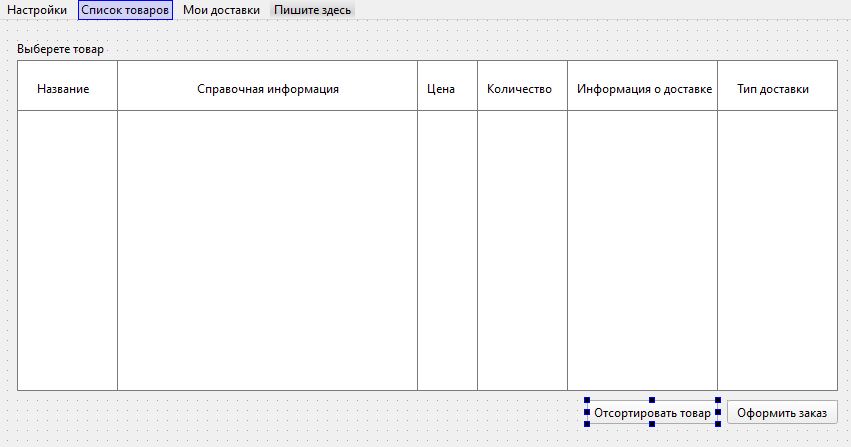 Настройки Список товаров Мои доставки Пишите здесь
Выберете товар
Название Справочная информация Цена Количество Информация о доставке Тип доставки
Отсортировать товар Оформить заказ